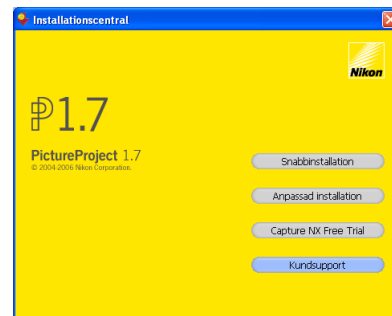 Installationscentral
Nikon
P1.7
PictureProject 1.7
© 2004-2006 Nikon Corporation.
Snabbinstallation
Anpassad installation
Capture NX Free Trial
Kundsupport